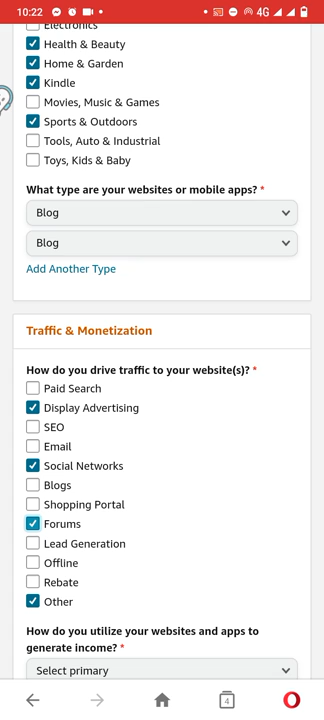 10:22
4G
Electronics
Health & Beauty
Home & Garden
Kindle
Movies, Music & Games
Sports & Outdoors
Tools, Auto & Industrial
Toys, Kids & Baby
What type are your websites or mobile apps? *
Blog
Blog
Add Another Type
Traffic & Monetization
How do you drive traffic to your website(s)? *
Paid Search
Display Advertising
SEO
Email
Social Networks
Blogs
Shopping Portal
Forums
Lead Generation
Offline
Rebate
Other
How do you utilize your websites and apps to
generate income? *
Select primary
4